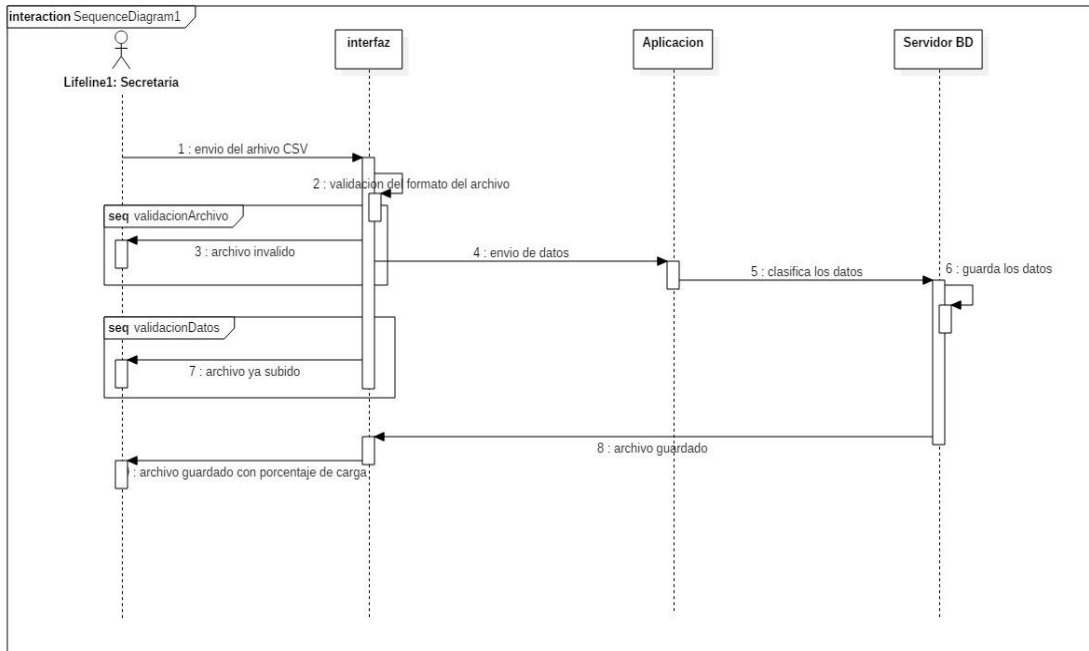 interaction SequenceDiagram1
interfaz
Aplicacion
Servidor BD
Lifeline1: Secretaria
1 : envio del arhivo CSV
2 : validacion del formato del archivo
seq validacionArchivo
3 : archivo invalido
4 : envio de datos
5 : clasifica los datos
6 : guarda los datos
seq validacionDatos
7 : archivo ya subido
8 : archivo guardado
: archivo guardado con porcentaje de carga